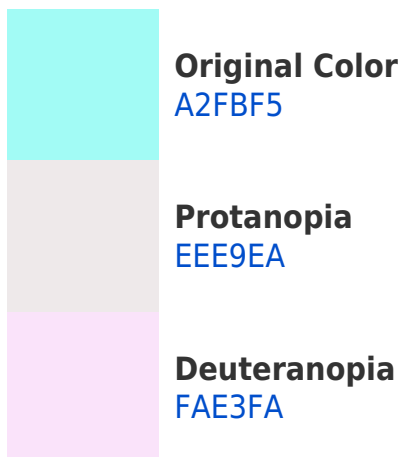 Original Color
A2FBF5
Protanopia
EEE9EA
Deuteranopia
FAE3FA